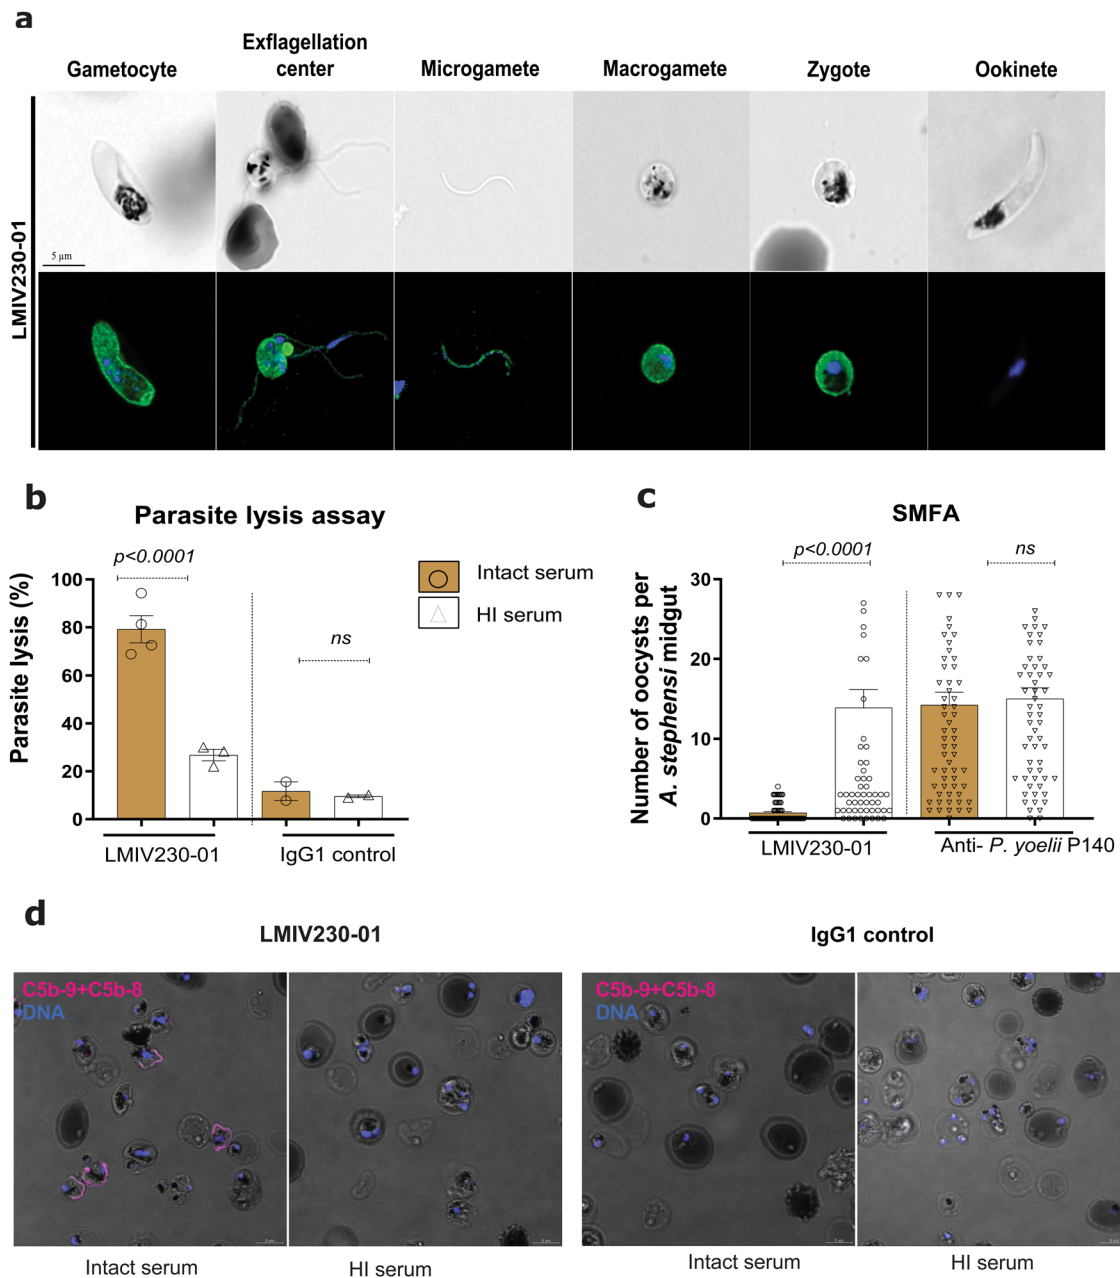 a
Gametocyte
Exflagellation
center
Microgamete
Macrogamete
Zygote
Ookinete
LMIV230-01
5 µm
b
Parasite lysis assay
p<0.0001
Intact serum
HI serum
ns
Parasite lysis (%)
100
80
60
40
20
0
LMIV230-01
IgG1 control
c
SMFA
p<0.0001
ns
Number of oocysts per
A. stephensi midgut
30
20
10
0
LMIV230-01
Anti- P. yoelii P140
d
LMIV230-01
IgG1 control
C5b-9+C5b-8
DNA
C5b-9+C5b-8
DNA
Intact serum
HI serum
Intact serum
HI serum